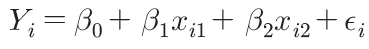 Y_i = β_0 + β_1 x_{i1} + β_2 x_{i2} + ϵ_i